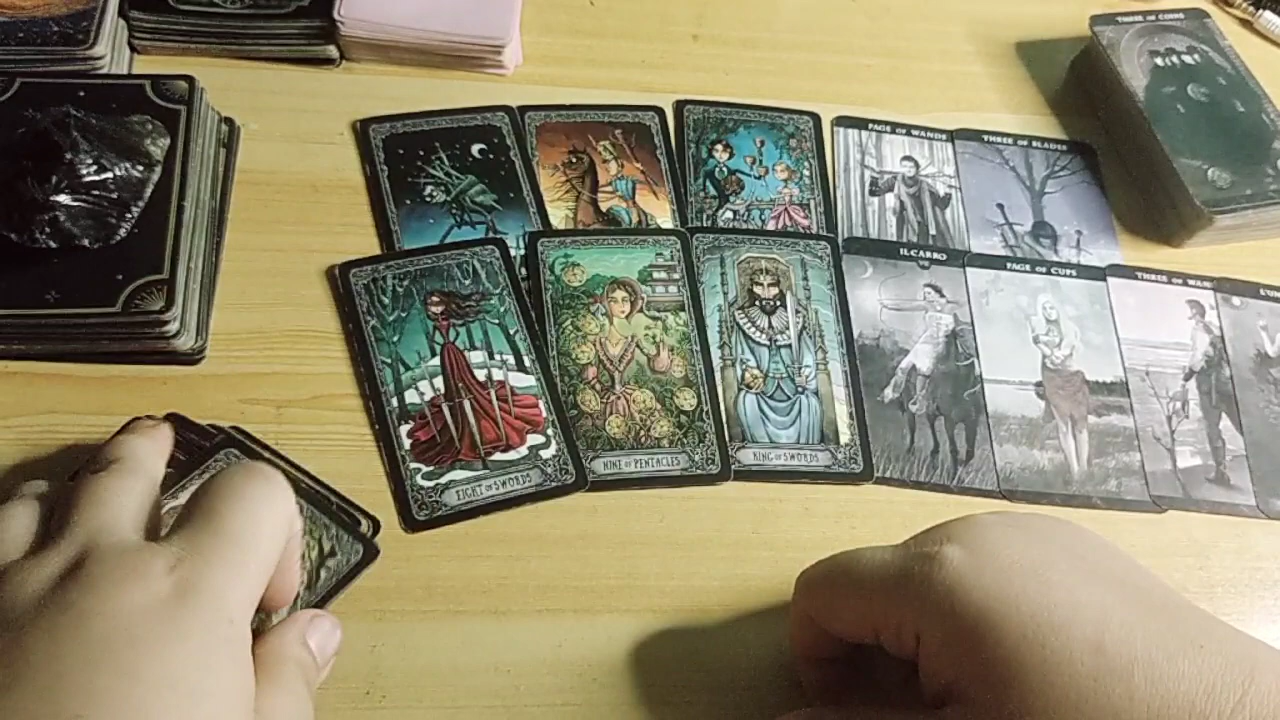 THREE OF COINS
PAGE OF WANDS
THREE OF BLADES
IL CARRO
PAGE OF CUPS
THREE OF WAN
EIGHT OF SWORDS
NINE OF PENTACLES
KING OF SWORDS